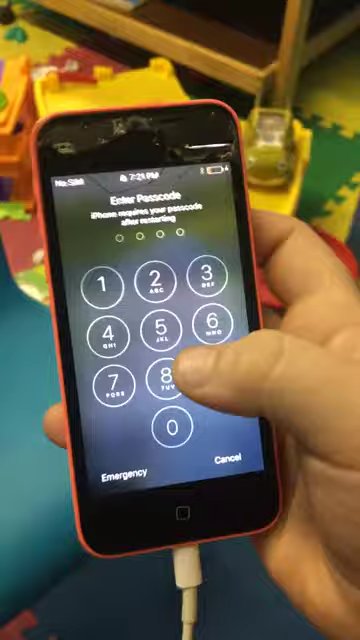 No SIM 7:21 PM
Enter Passcode
iPhone requires your passcode
after restarting
1 2 3
ABC DEF
4 5 6
GHI JKL MNO
7 8
PQRS TUV
0
Emergency Cancel